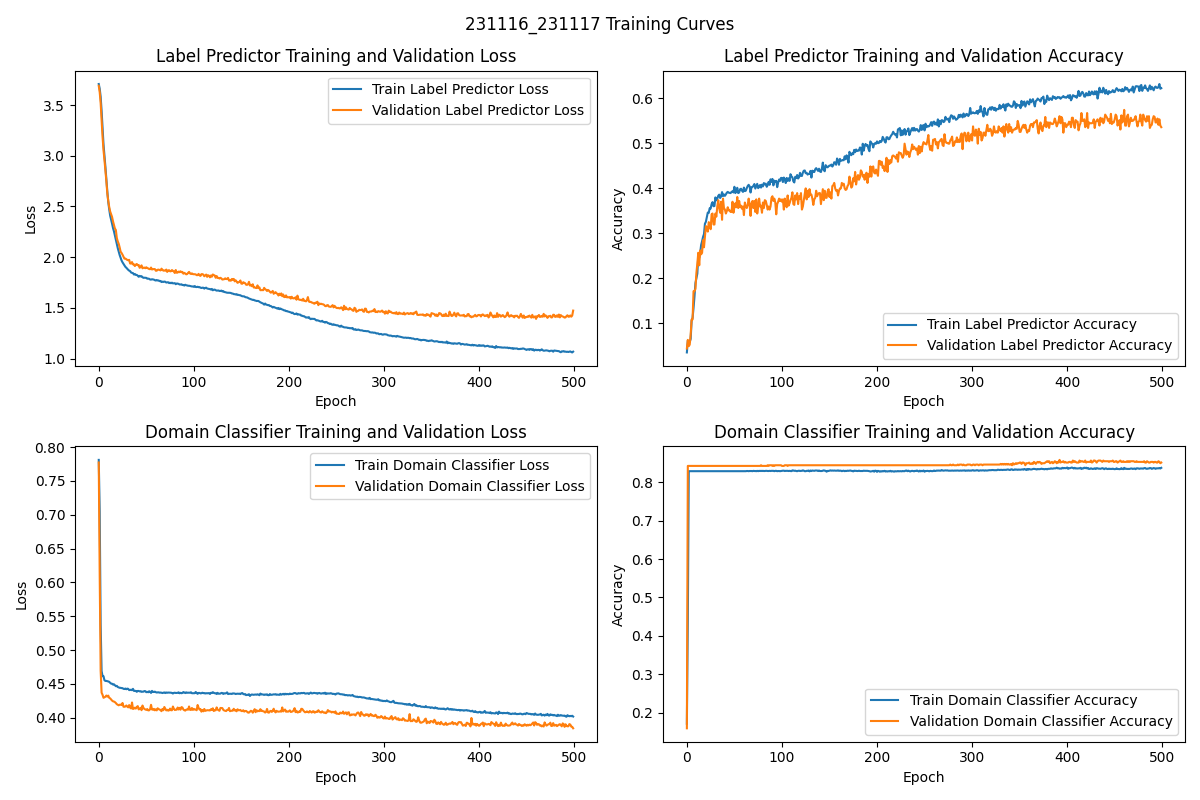 231116_231117 Training Curves
Label Predictor Training and Validation Loss
Train Label Predictor Loss
Validation Label Predictor Loss
3.5
3.0
2.5
2.0
1.5
1.0
Loss
0 100 200 300 400 500
Epoch
Label Predictor Training and Validation Accuracy
0.6
0.5
0.4
0.3
0.2
0.1
Accuracy
Train Label Predictor Accuracy
Validation Label Predictor Accuracy
0 100 200 300 400 500
Epoch
Domain Classifier Training and Validation Loss
Train Domain Classifier Loss
Validation Domain Classifier Loss
0.80
0.75
0.70
0.65
0.60
0.55
0.50
0.45
0.40
Loss
0 100 200 300 400 500
Epoch
Domain Classifier Training and Validation Accuracy
0.8
0.7
0.6
0.5
0.4
0.3
0.2
Accuracy
Train Domain Classifier Accuracy
Validation Domain Classifier Accuracy
0 100 200 300 400 500
Epoch